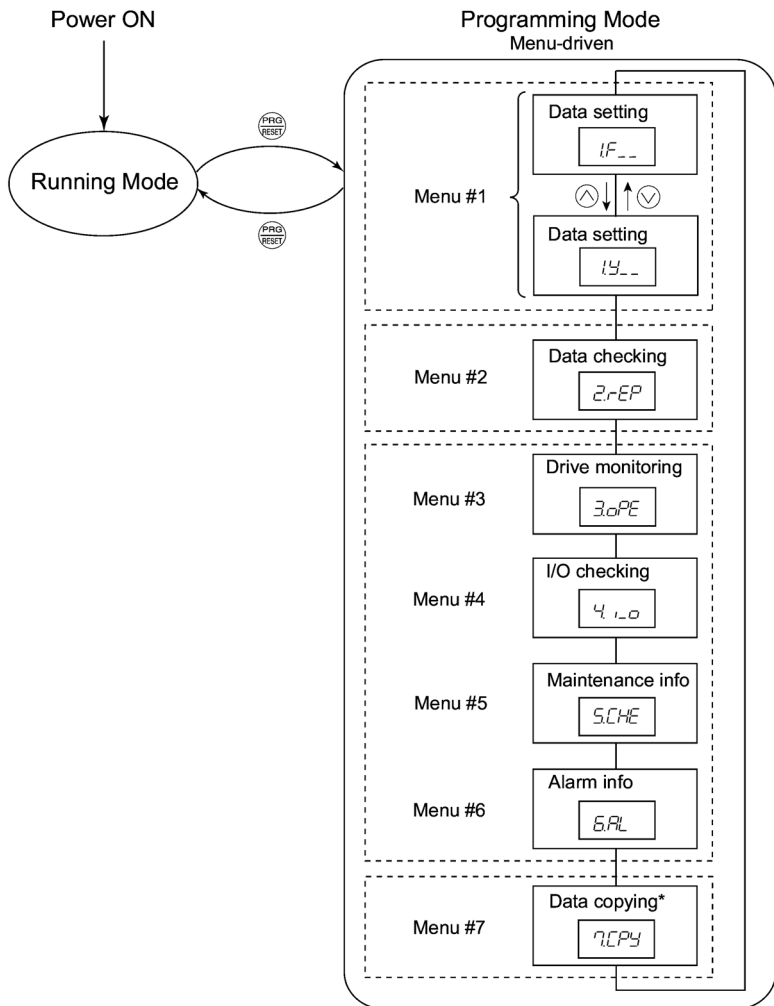 Power ON
Programming Mode
Menu-driven
PRG
RESET
Running Mode
PRG
RESET
Menu #1
Data setting
1.F_ _
Data setting
1.y_ _
Menu #2
Data checking
2.rEP
Menu #3
Drive monitoring
3.oPE
Menu #4
I/O checking
4. i_o
Menu #5
Maintenance info
5.CHE
Menu #6
Alarm info
6.AL
Menu #7
Data copying*
7.CPY